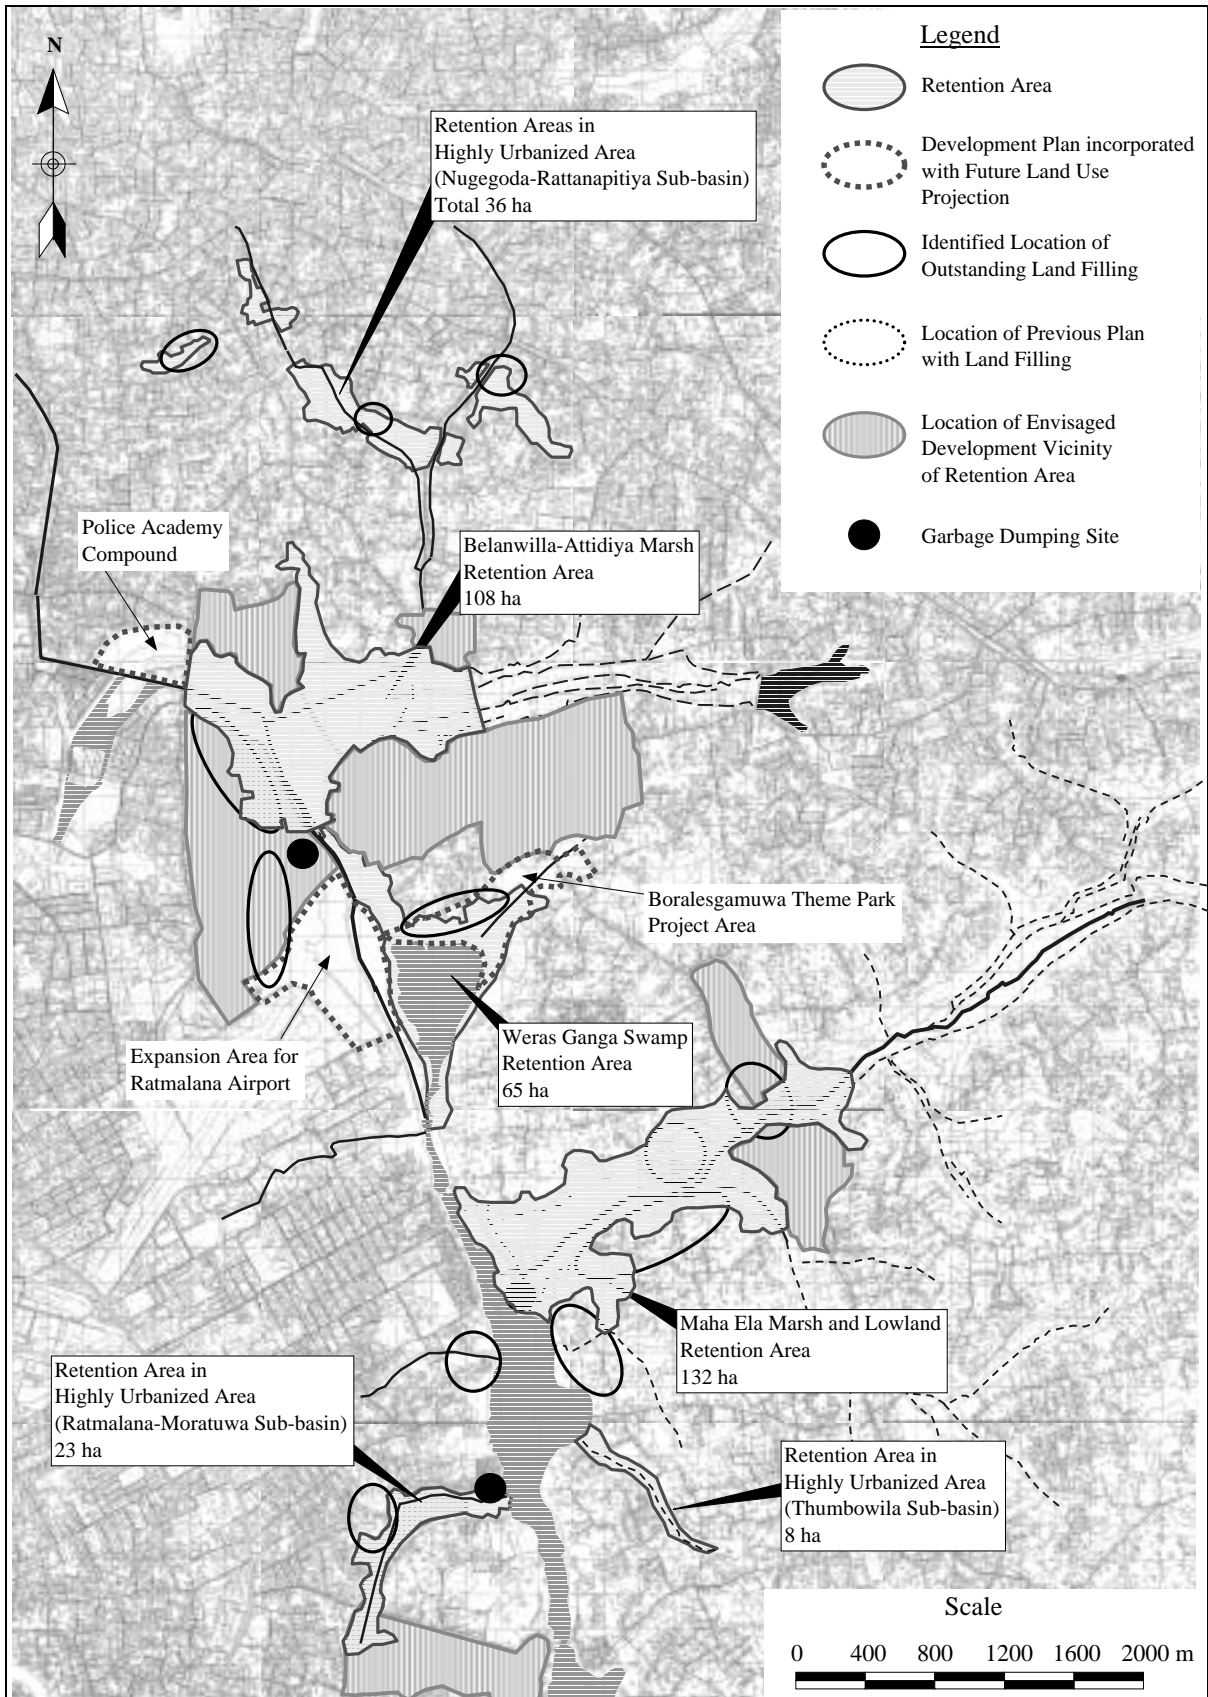 N
Legend
Retention Area
Development Plan incorporated
with Future Land Use
Projection
Identified Location of
Outstanding Land Filling
Location of Previous Plan
with Land Filling
Location of Envisaged
Development Vicinity
of Retention Area
Garbage Dumping Site
Retention Areas in
Highly Urbanized Area
(Nugegoda-Rattanapitiya Sub-basin)
Total 36 ha
Police Academy
Compound
Belanwilla-Attidiya Marsh
Retention Area
108 ha
Boralesgamuwa Theme Park
Project Area
Expansion Area for
Ratmalana Airport
Weras Ganga Swamp
Retention Area
65 ha
Maha Ela Marsh and Lowland
Retention Area
132 ha
Retention Area in
Highly Urbanized Area
(Ratmalana-Moratuwa Sub-basin)
23 ha
Retention Area in
Highly Urbanized Area
(Thumbowila Sub-basin)
8 ha
Scale
0 400 800 1200 1600 2000 m